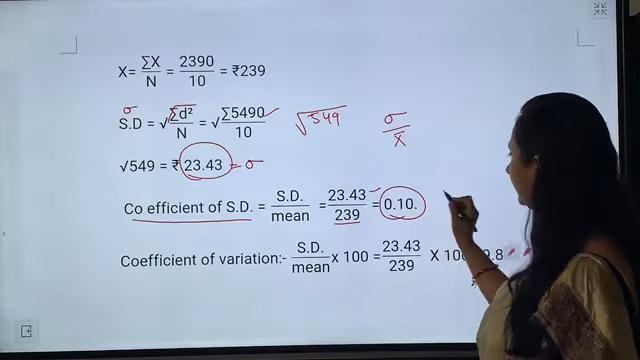 X= ΣX/N = 2390/10 = ₹239
σ
S.D = √Σd²/N = √Σ5490/10 √549 σ/x̄
√549 = ₹ 23.43 = σ
Co efficient of S.D. = S.D./mean = 23.43/239 = 0.10.
Coefficient of variation:- S.D./mean x 100 = 23.43/239 X 10